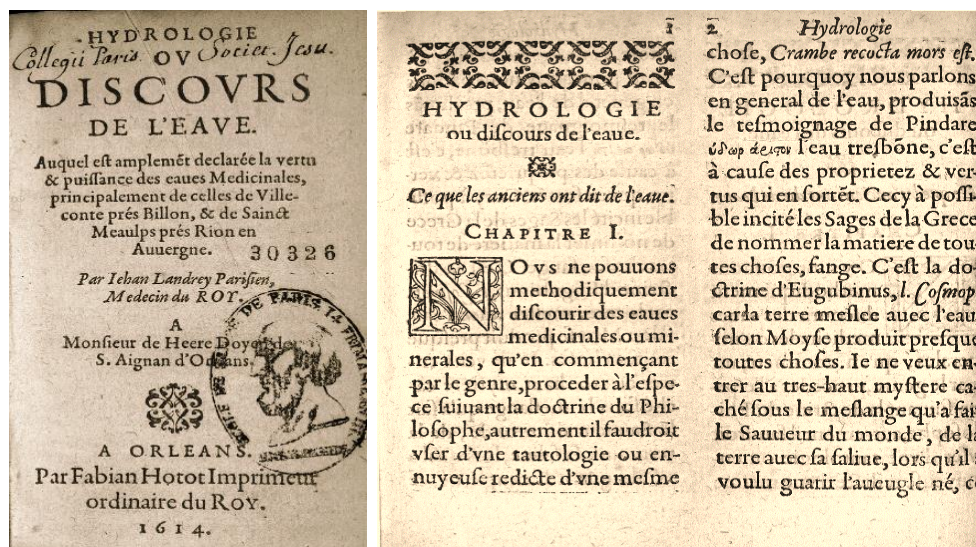 HYDROLOGIE
Collegii Paris. Societ. Jesu.
OV
DISCOVRS
DE L'EAVE.
Auquel est amplemẽt declarée la vertu
& puiſſance des eaues Medicinales,
principalement de celles de Ville-
conte prés Billon, & de Sainct
Meaulps prés Rion en
Auuergne.
30326
Par Iehan Landrey Pariſien,
Medecin du ROY.
A
Monſieur de Heere Doyen de
S. Aignan d'Orleans.
A ORLEANS.
Par Fabian Hotot Imprimeur
ordinaire du ROY.
1614.
1
HYDROLOGIE
ou diſcours de l'eaue.
Ce que les anciens ont dit de l'eaue.
CHAPITRE I.
NOVS ne pouuons
methodiquement
diſcourir des eaues
medicinales ou mi-
nerales, qu'en commençant
par le genre, proceder à l'eſpe-
ce ſuiuant la doctrine du Phi-
loſophe, autrement il faudroit
vſer d'vne tautologie ou en-
nuyeuſe redicte d'vne meſme
2 Hydrologie
choſe, Crambe recocta mors eſt.
C'eſt pourquoy nous parlons
en general de l'eau, produiſãs
le teſmoignage de Pindare
ὕδωρ ἄριστον l'eau treſbõne, c'eſt
à cauſe des proprietez & ver-
tus qui en ſortẽt. Cecy à poſſi-
ble incité les Sages de la Grece
de nommer la matiere de tou-
tes choſes, fange. C'eſt la do-
ctrine d'Eugubinus, l. Coſmop
car la terre meſlee auec l'eau
ſelon Moyſe produit preſque
toutes choſes. Ie ne veux en-
trer au tres-haut myſtere ca-
ché ſous le meſlange qu'a fai
le Sauueur du monde, de la
terre auec ſa ſaliue, lors qu'il
voulu guarir l'aueugle né, c